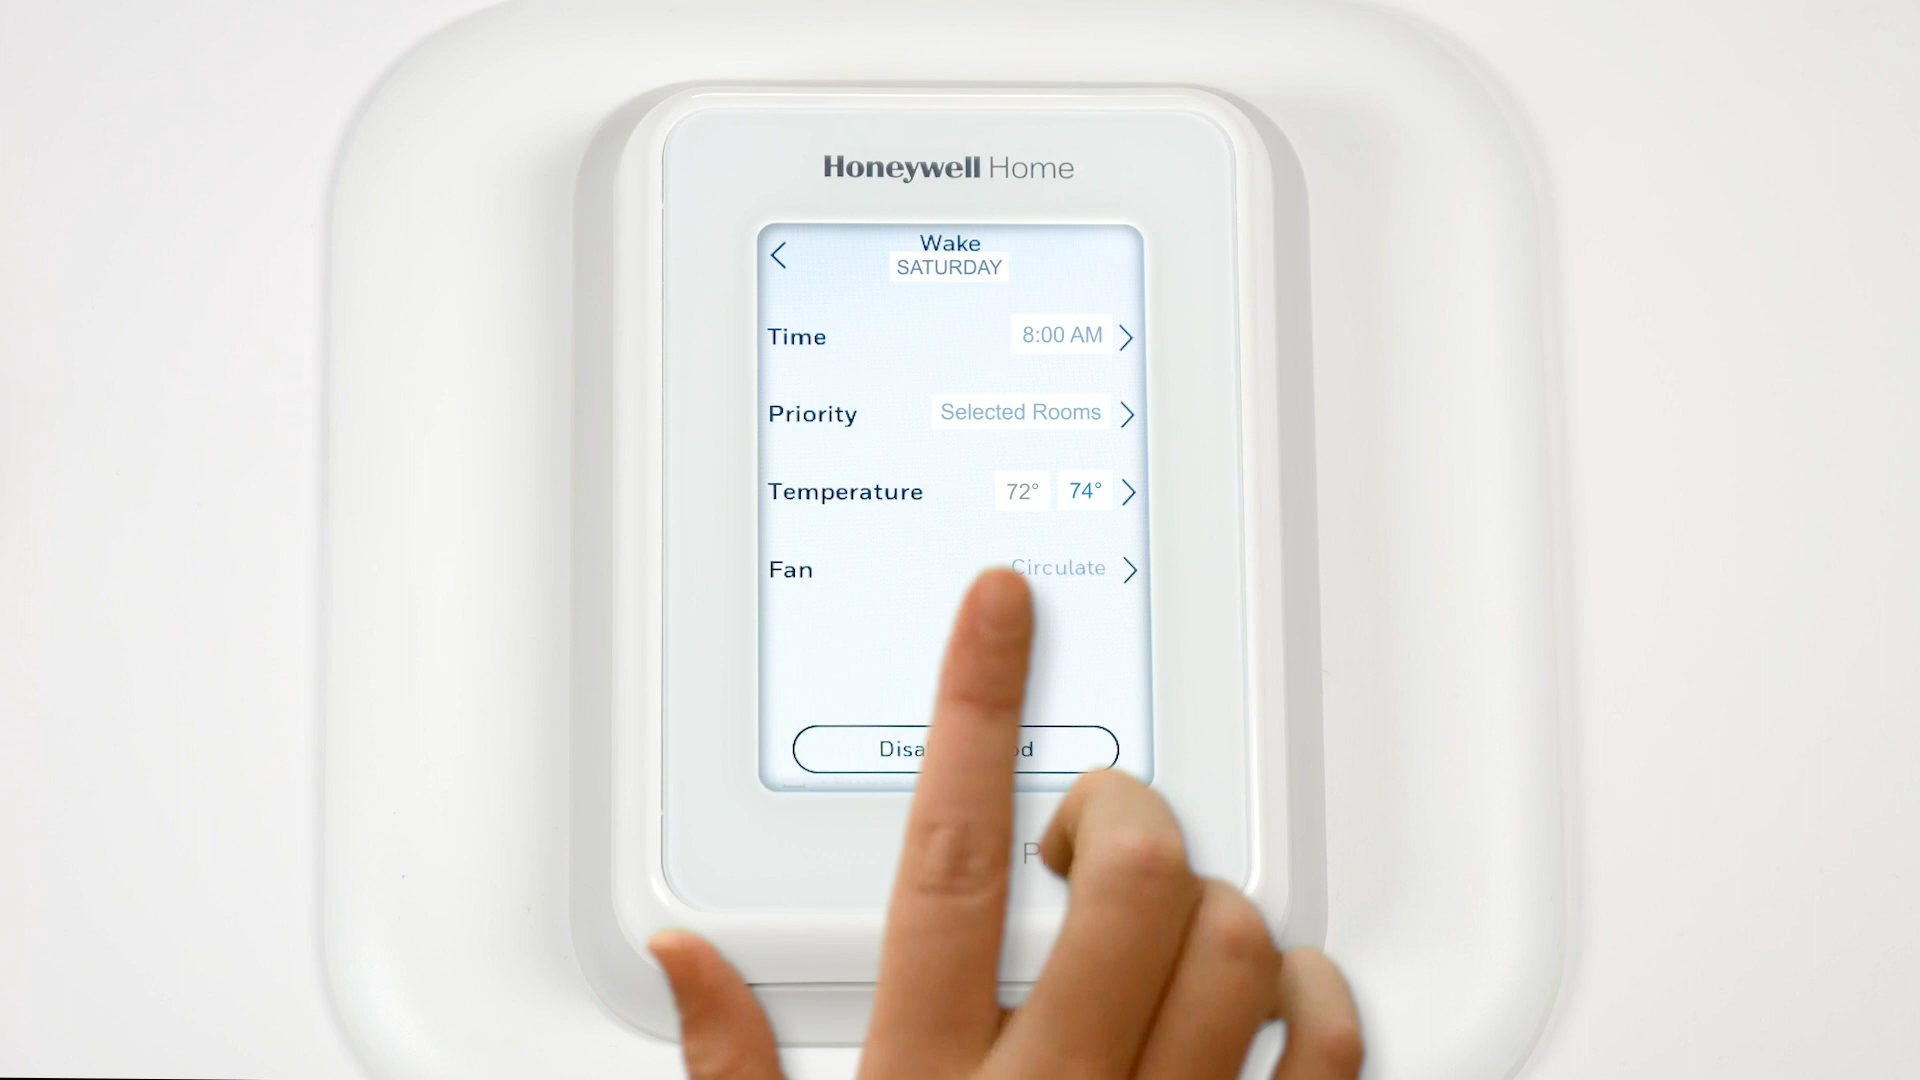 Honeywell Home
Wake
SATURDAY
Time 8:00 AM
Priority Selected Rooms
Temperature 72° 74°
Fan Circulate